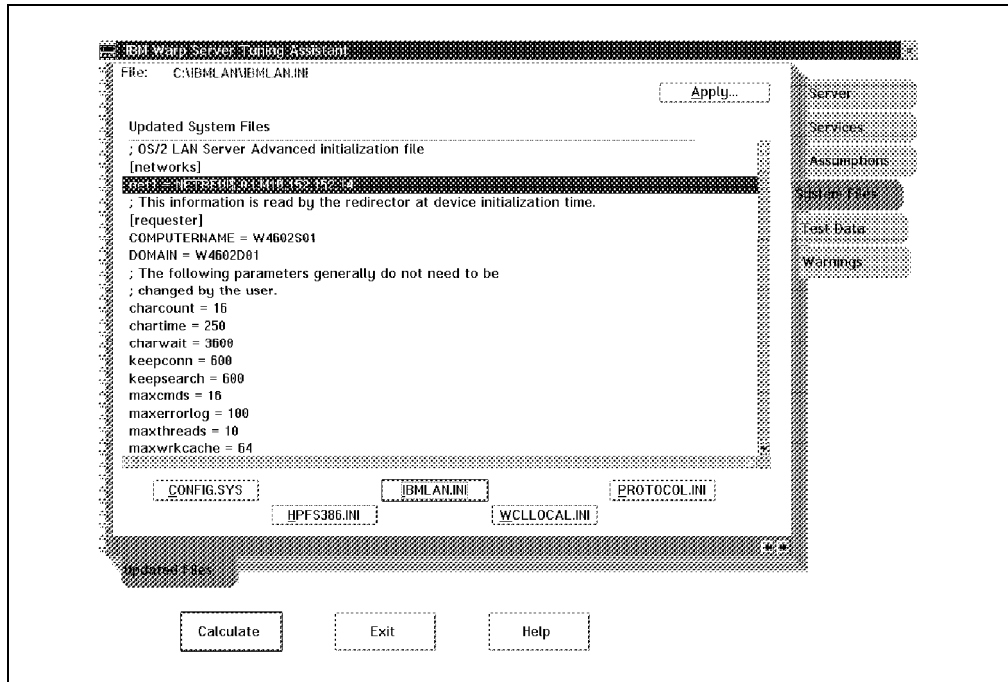 IBM Warp Server Tuning Assistant
File: C:\IBMLAN\IBMLAN.INI
Apply...
Server
Services
Assumptions
System Files
Test Data
Warnings
Updated System Files
; OS/2 LAN Server Advanced initialization file
[networks]
; This information is read by the redirector at device initialization time.
[requester]
COMPUTERNAME = W4602S01
DOMAIN = W4602D01
; The following parameters generally do not need to be
; changed by the user.
charcount = 16
chartime = 250
charwait = 3600
keepconn = 600
keepsearch = 600
maxcmds = 16
maxerrorlog = 100
maxthreads = 10
maxwrkcache = 64
CONFIG.SYS
IBMLAN.INI
PROTOCOL.INI
HPFS386.INI
WCLLOCAL.INI
Updated Files
Calculate
Exit
Help